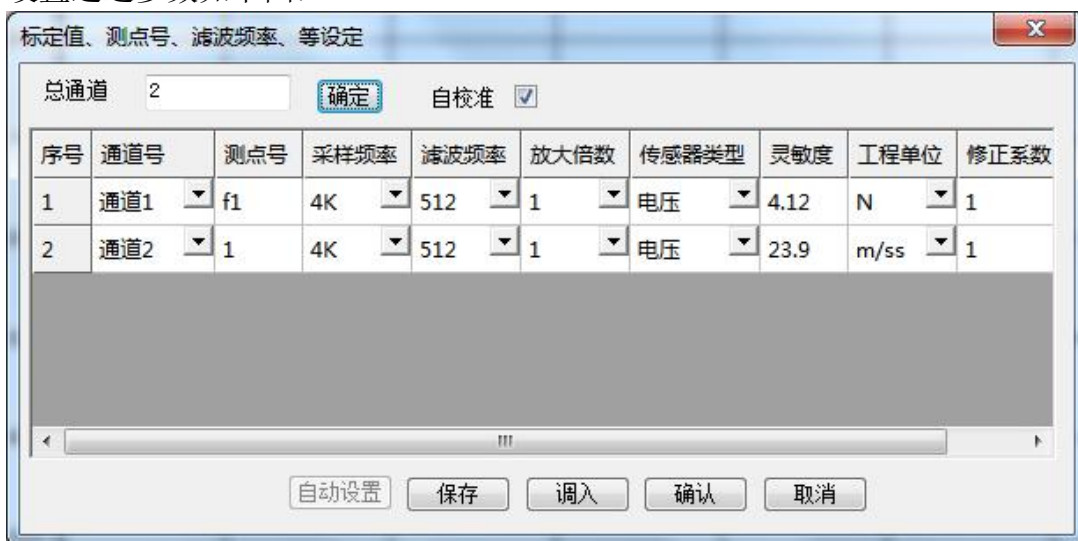 标定值、测点号、滤波频率、等设定
总通道 2 确定 自校准
序号 通道号 测点号 采样频率 滤波频率 放大倍数 传感器类型 灵敏度 工程单位 修正系数
1 通道1 f1 4K 512 1 电压 4.12 N 1
2 通道2 1 4K 512 1 电压 23.9 m/ss 1
自动设置 保存 调入 确认 取消